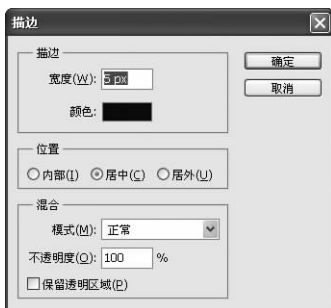 描边
描边
确定
宽度(W): 5 px
取消
颜色:
位置
内部(I) 居中(C) 居外(U)
混合
模式(M): 正常
不透明度(O): 100 %
保留透明区域(P)